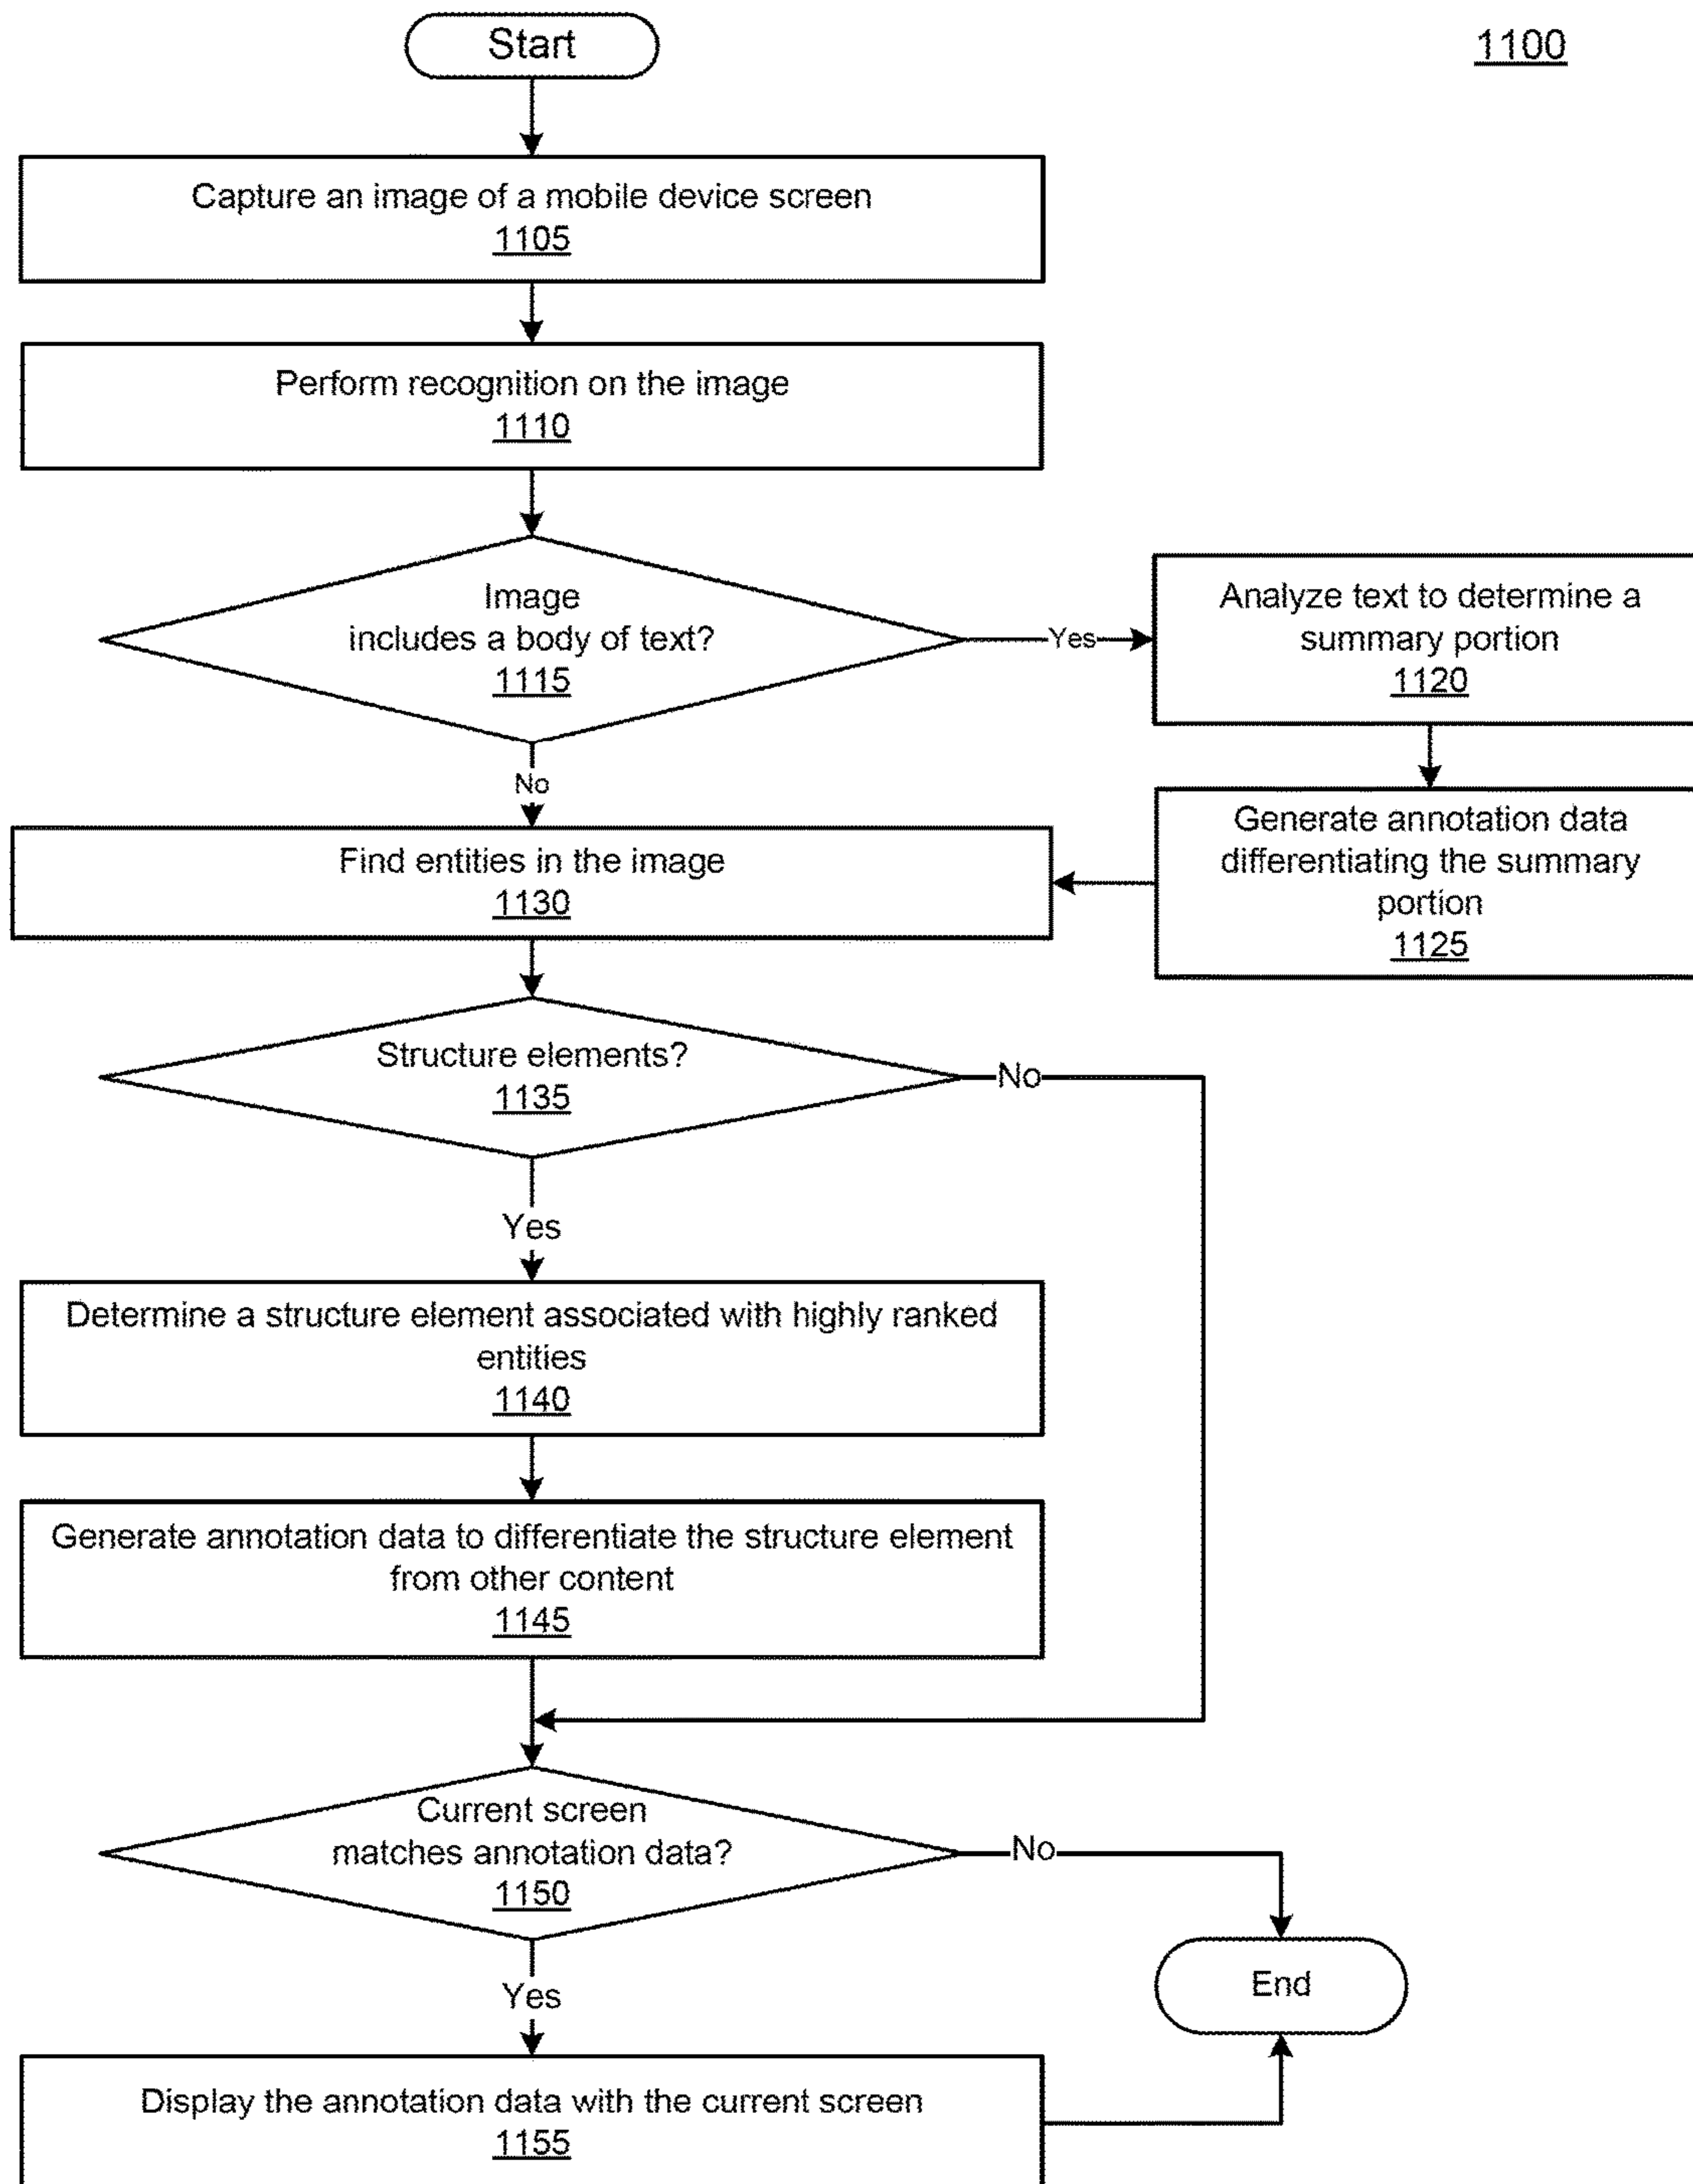 Start
1100
Capture an image of a mobile device screen
1105
Perform recognition on the image
1110
Image
includes a body of text?
1115
Yes
Analyze text to determine a
summary portion
1120
No
Generate annotation data
differentiating the summary
portion
1125
Find entities in the image
1130
Structure elements?
1135
No
Yes
Determine a structure element associated with highly ranked
entities
1140
Generate annotation data to differentiate the structure element
from other content
1145
Current screen
matches annotation data?
1150
No
Yes
End
Display the annotation data with the current screen
1155